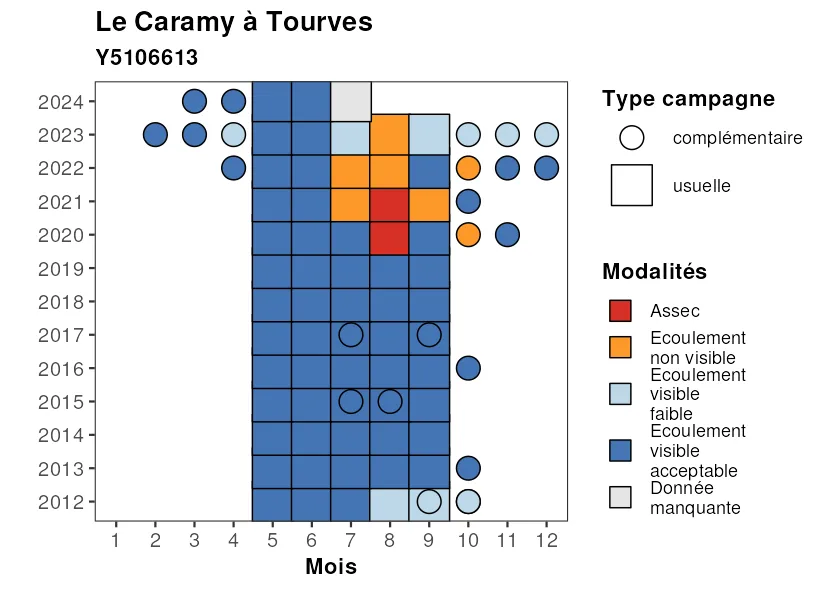 Le Caramy à Tourves
Y5106613
2024
2023
2022
2021
2020
2019
2018
2017
2016
2015
2014
2013
2012
1 2 3 4 5 6 7 8 9 10 11 12
Mois
Type campagne
complémentaire
usuelle
Modalités
Assec
Ecoulement
non visible
Ecoulement
visible
faible
Ecoulement
visible
acceptable
Donnée
manquante